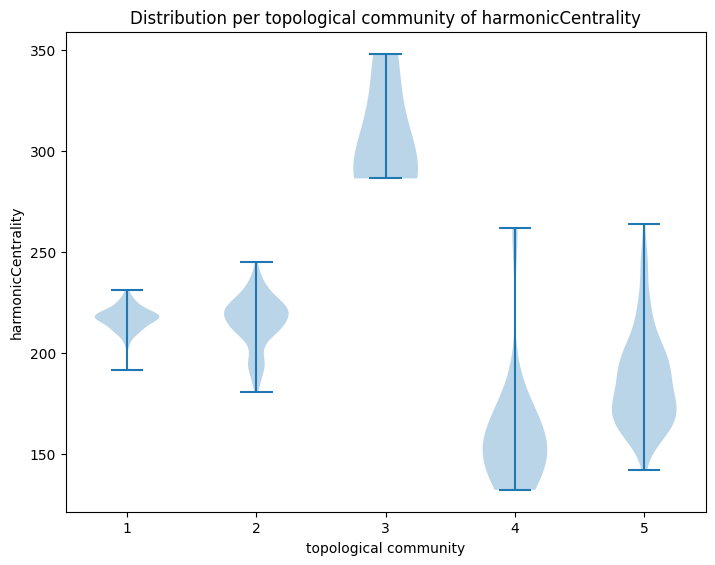 Distribution per topological community of harmonicCentrality
harmonicCentrality
350
300
250
200
150
1 2 3 4 5
topological community